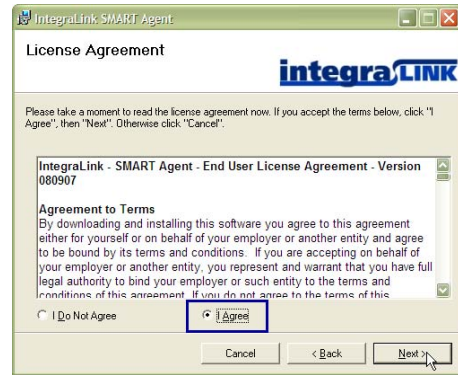 IntegraLink SMART Agent
License Agreement
integraLINK
Please take a moment to read the license agreement now. If you accept the terms below, click "I
Agree", then "Next". Otherwise click "Cancel".
IntegraLink - SMART Agent - End User License Agreement - Version
080907
Agreement to Terms
By downloading and installing this software you agree to this agreement
either for yourself or on behalf of your employer or another entity and agree
to be bound by its terms and conditions.  If you are accepting on behalf of
your employer or another entity, you represent and warrant that you have full
legal authority to bind your employer or such entity to the terms and
conditions of this agreement. If you do not agree to the terms of this
I Do Not Agree
I Agree
Cancel
< Back
Next >